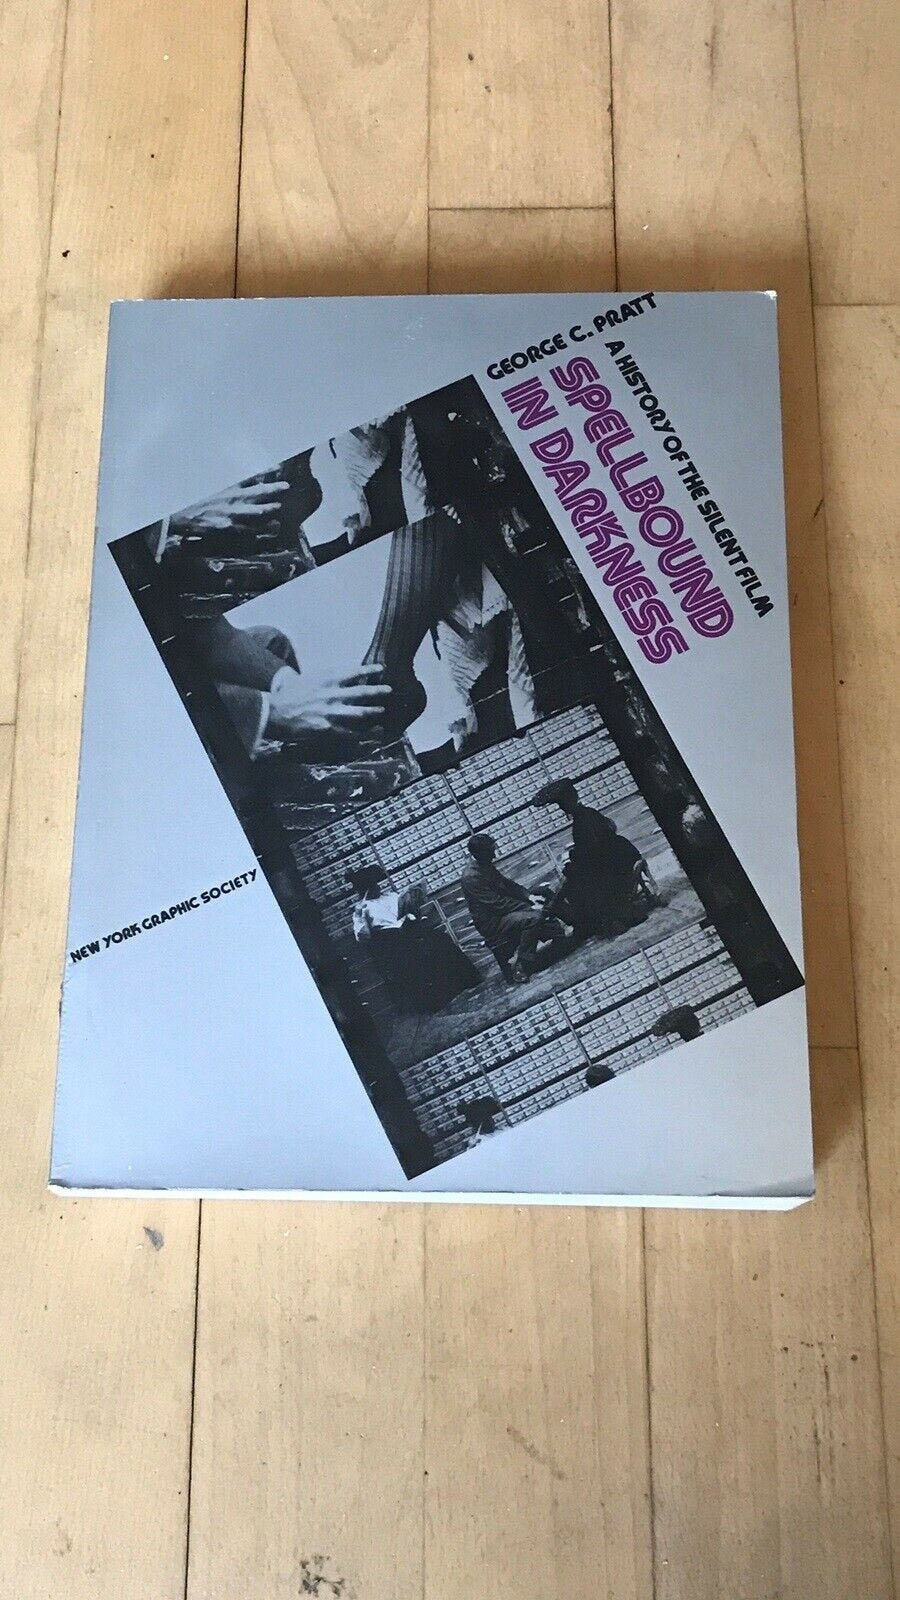 GEORGE C. PRATT
A HISTORY OF THE SILENT FILM
SPELLBOUND
IN DARKNESS
NEW YORK GRAPHIC SOCIETY